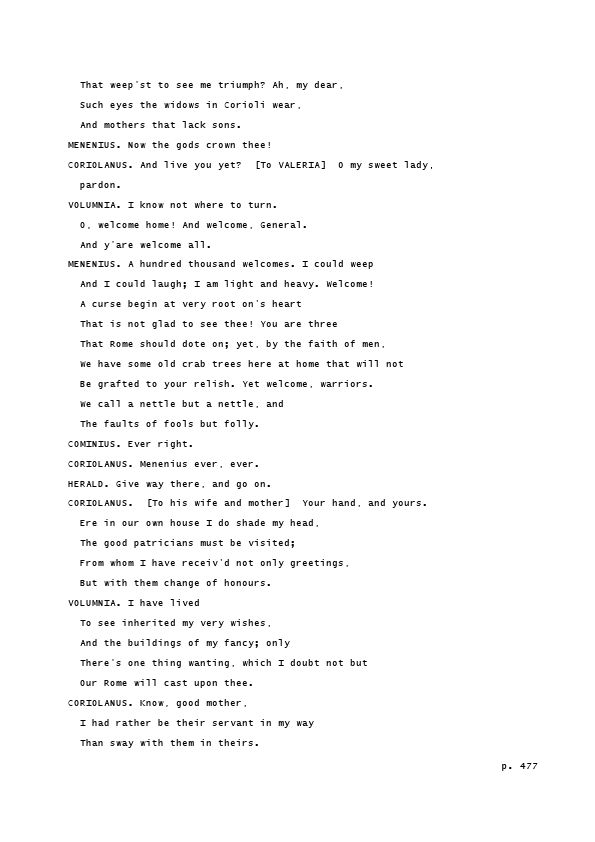 That weep'st to see me triumph? Ah, my dear,
Such eyes the widows in Corioli wear,
And mothers that lack sons.
MENENIUS. Now the gods crown thee!
CORIOLANUS. And live you yet?  [To VALERIA]  O my sweet lady,
pardon.
VOLUMNIA. I know not where to turn.
O, welcome home! And welcome, General.
And y'are welcome all.
MENENIUS. A hundred thousand welcomes. I could weep
And I could laugh; I am light and heavy. Welcome!
A curse begin at very root on's heart
That is not glad to see thee! You are three
That Rome should dote on; yet, by the faith of men,
We have some old crab trees here at home that will not
Be grafted to your relish. Yet welcome, warriors.
We call a nettle but a nettle, and
The faults of fools but folly.
COMINIUS. Ever right.
CORIOLANUS. Menenius ever, ever.
HERALD. Give way there, and go on.
CORIOLANUS.  [To his wife and mother]  Your hand, and yours.
Ere in our own house I do shade my head,
The good patricians must be visited;
From whom I have receiv'd not only greetings,
But with them change of honours.
VOLUMNIA. I have lived
To see inherited my very wishes,
And the buildings of my fancy; only
There's one thing wanting, which I doubt not but
Our Rome will cast upon thee.
CORIOLANUS. Know, good mother,
I had rather be their servant in my way
Than sway with them in theirs.
p. 477